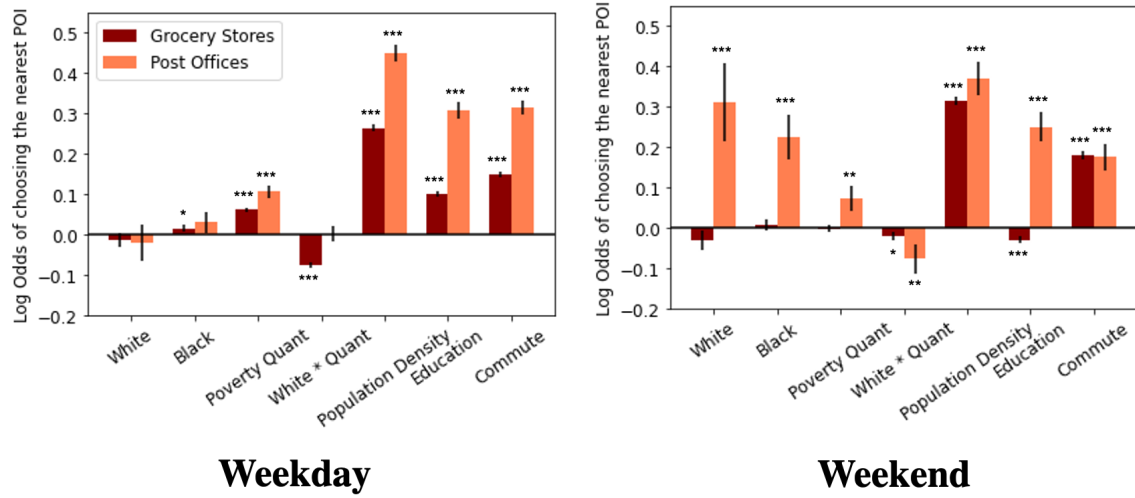 Log Odds of choosing the nearest POI
0.5
0.4
0.3
0.2
0.1
0.0
−0.1
−0.2
Grocery Stores
Post Offices
*
***
***
***
***
***
***
***
***
***
White
Black
Poverty Quant
White * Quant
Population Density
Education
Commute
Weekday
Log Odds of choosing the nearest POI
0.5
0.4
0.3
0.2
0.1
0.0
−0.1
−0.2
***
***
**
*
**
***
***
***
***
***
***
White
Black
Poverty Quant
White * Quant
Population Density
Education
Commute
Weekend